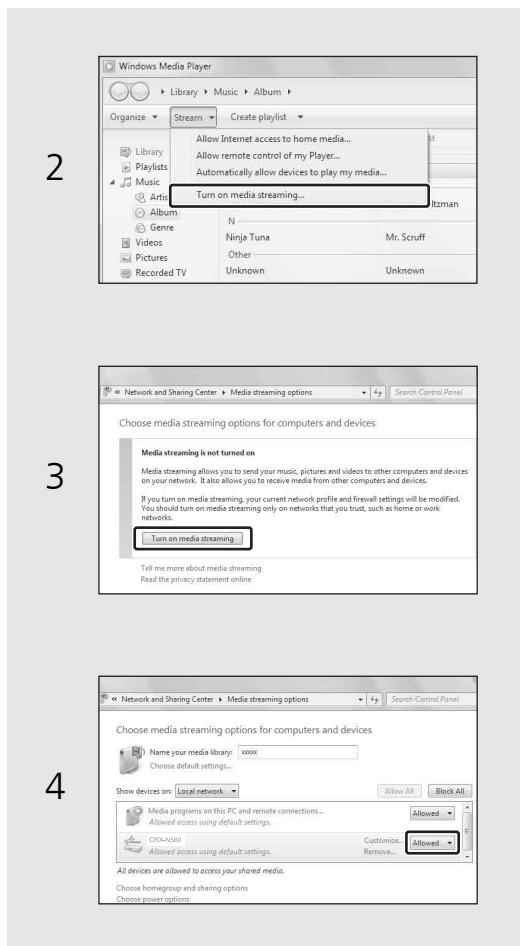 2
Windows Media Player
Library Music Album
Organize Stream Create playlist
Allow Internet access to home media...
Allow remote control of my Player...
Automatically allow devices to play my media...
Turn on media streaming...
Library
Playlists
Music
Artis
Album
Genre
Videos
Pictures
Recorded TV
ltzman
N
Ninja Tuna Mr. Scruff
Other
Unknown Unknown
3
« Network and Sharing Center Media streaming options Search Control Panel
Choose media streaming options for computers and devices
Media streaming is not turned on
Media streaming allows you to send your music, pictures and videos to other computers and devices
on your network. It also allows you to receive media from other computers and devices.
If you turn on media streaming, your current network profile and firewall settings will be modified.
You should turn on media streaming only on networks that you trust, such as home or work
networks.
Turn on media streaming
Tell me more about media streaming
Read the privacy statement online
4
« Network and Sharing Center Media streaming options Search Control Panel
Choose media streaming options for computers and devices
Name your media library: xxxxx
Choose default settings...
Show devices on: Local network Allow All Block All
Media programs on this PC and remote connections... Allowed
Allowed access using default settings.
CRX-N560 Customize... Allowed
Allowed access using default settings. Remove...
All devices are allowed to access your shared media.
Choose homegroup and sharing options
Choose power options